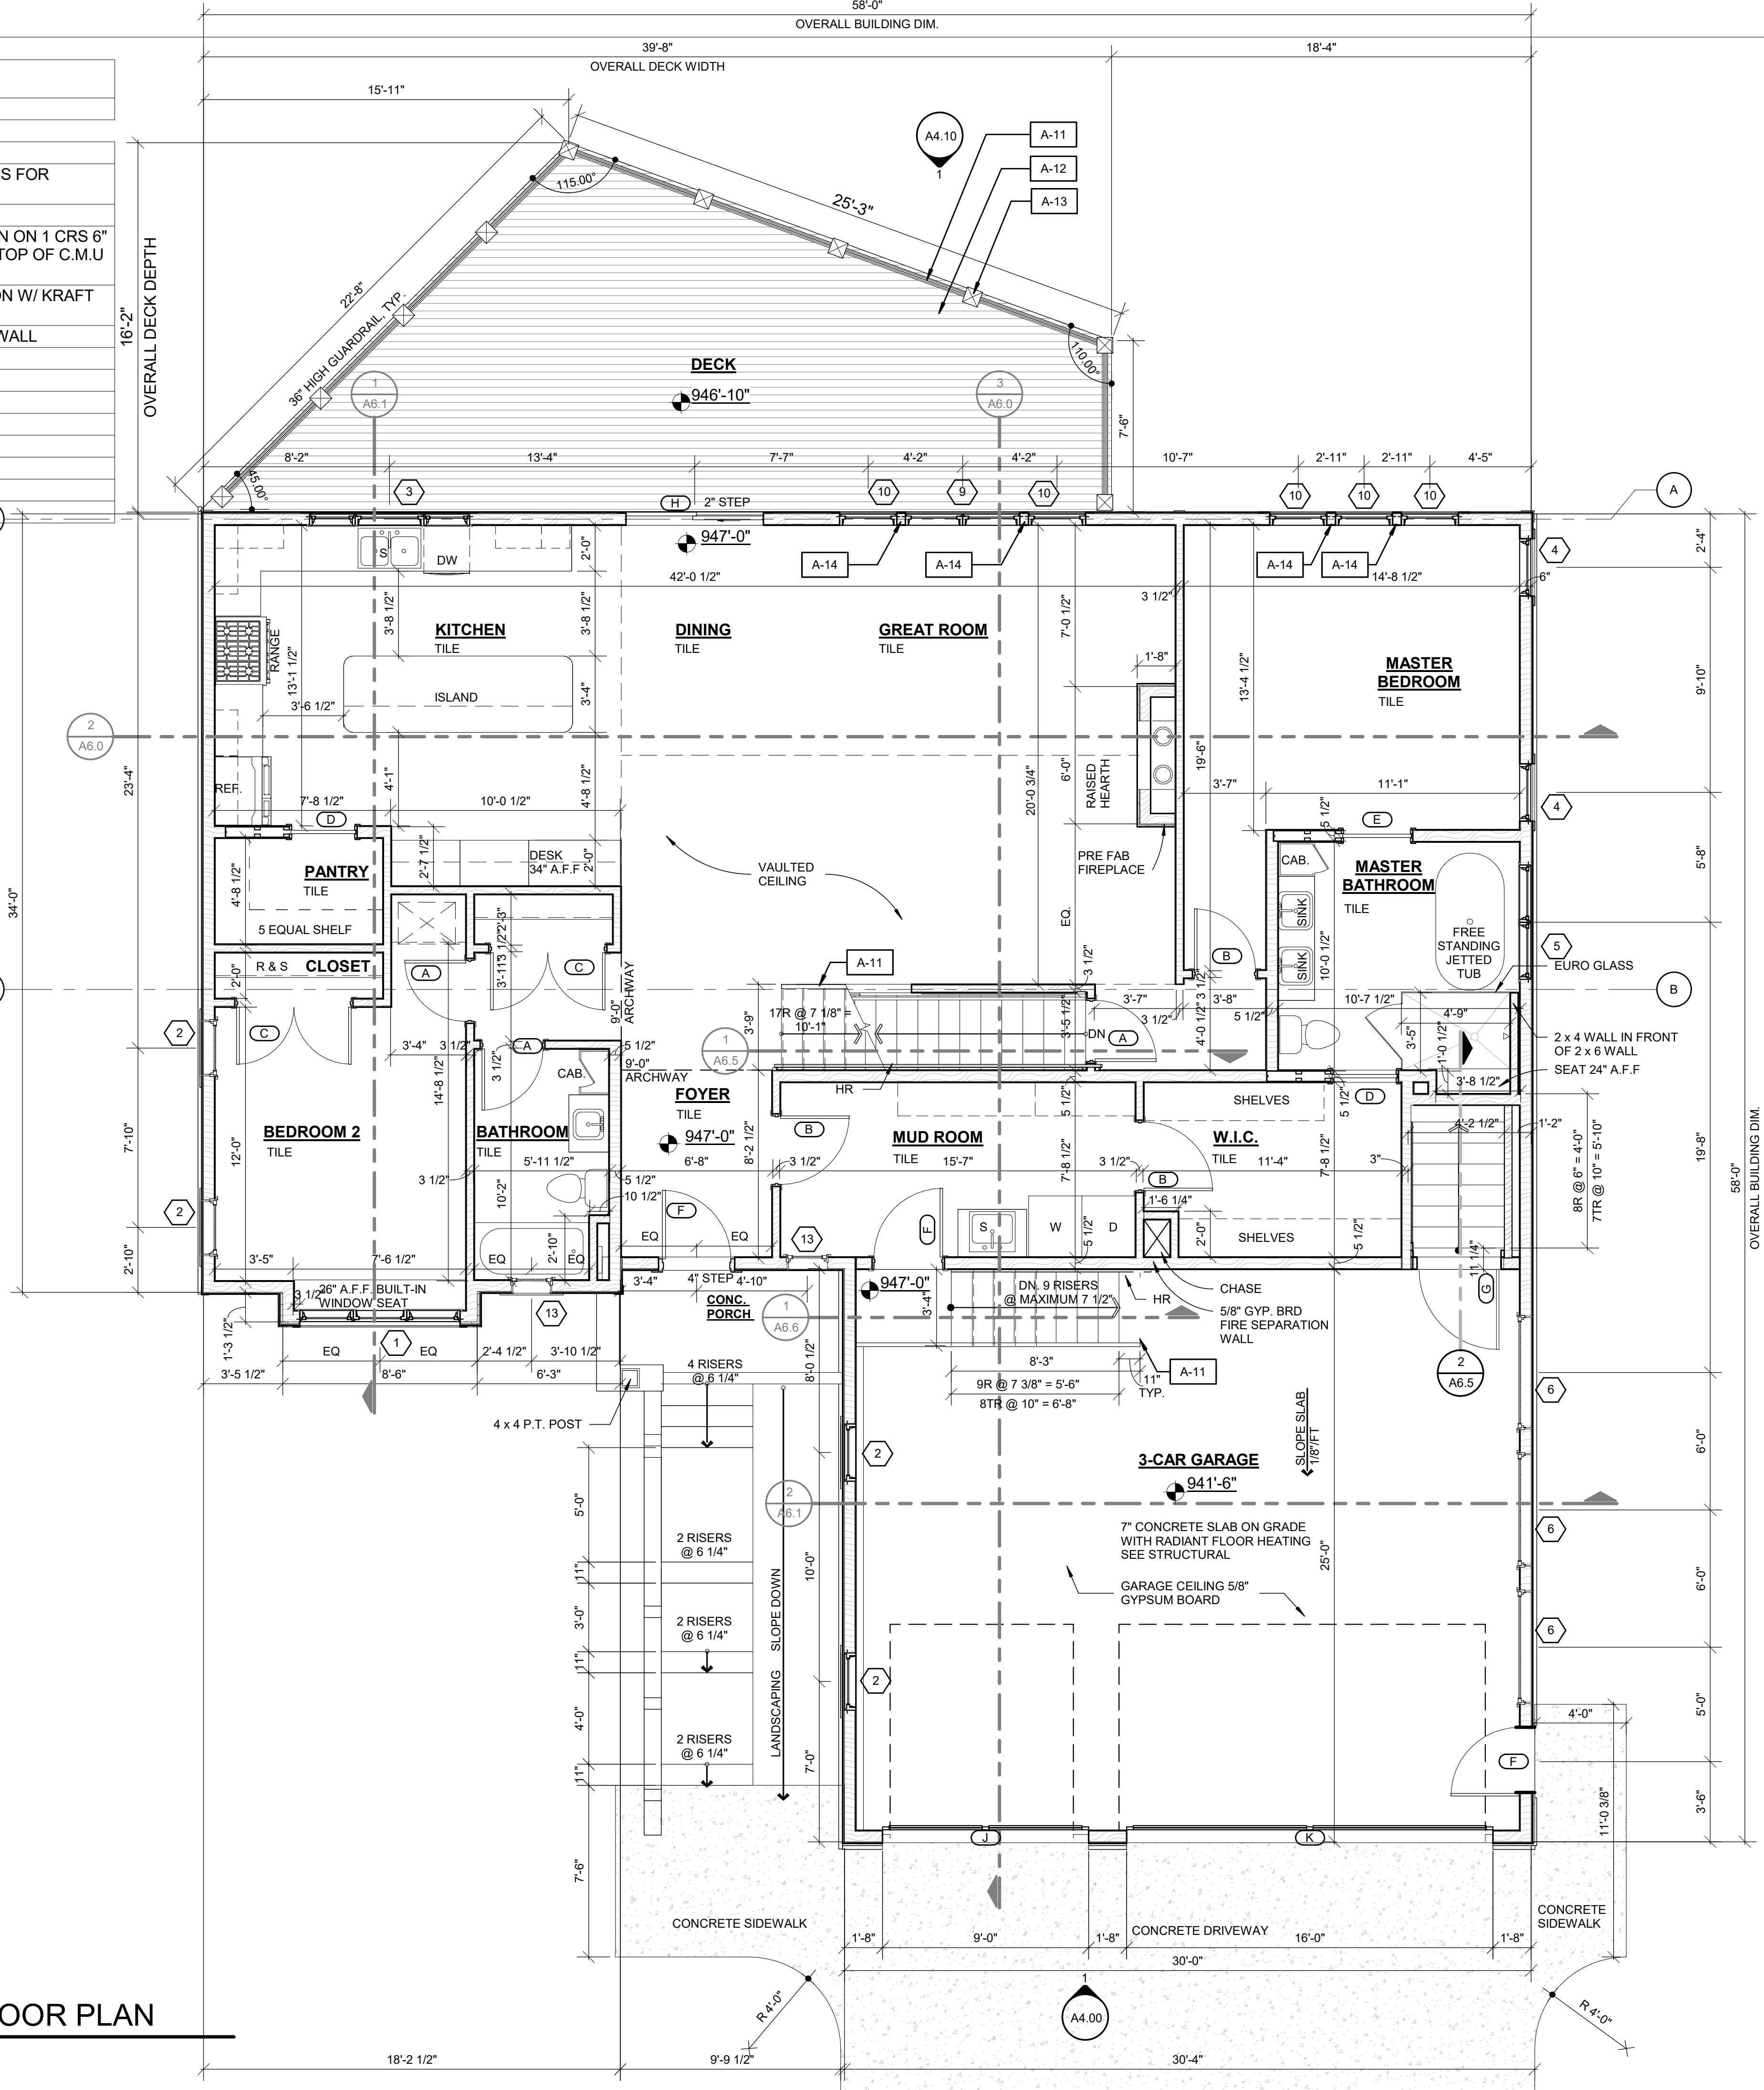 58'-0"
OVERALL BUILDING DIM.
39'-8"
18'-4"
OVERALL DECK WIDTH
15'-11"
A4.10
1
A-11
A-12
A-13
S FOR
N ON 1 CRS 6"
TOP OF C.M.U
ON W/ KRAFT
WALL
16'-2"
OVERALL DECK DEPTH
115.00°
25'-3"
22'-8"
36" HIGH GUARDRAIL, TYP.
110.00°
45.00°
DECK
946'-10"
1
A6.1
3
A6.0
7'-6"
8'-2"
13'-4"
7'-7"
4'-2"
4'-2"
10'-7"
2'-11"
2'-11"
4'-5"
3
H
2" STEP
10
9
10
10
10
10
A
947'-0"
A-14
A-14
A-14
A-14
4
2'-4"
S
DW
2'-0"
42'-0 1/2"
14'-8 1/2"
6"
3 1/2"
RANGE
13'-1 1/2"
3'-8 1/2"
3'-8 1/2"
KITCHEN
TILE
DINING
TILE
GREAT ROOM
TILE
7'-0 1/2"
1'-8"
13'-4 1/2"
MASTER
BEDROOM
TILE
9'-10"
ISLAND
3'-4"
3'-6 1/2"
2
A6.0
23'-4"
REF.
4'-1"
4'-8 1/2"
7'-8 1/2"
10'-0 1/2"
20'-0 3/4"
6'-0"
RAISED
HEARTH
19'-6"
3'-7"
11'-1"
4
D
E
5 1/2"
2'-7 1/2"
DESK
34" A.F.F
2'-0"
PRE FAB
FIREPLACE
VAULTED
CEILING
CAB.
MASTER
BATHROOM
TILE
5'-8"
PANTRY
TILE
4'-8 1/2"
5 EQUAL SHELF
34'-0"
2'-3"
3 1/2"
3'-11"
EQ.
SINK
SINK
10'-0 1/2"
FREE
STANDING
JETTED
TUB
5
EURO GLASS
R & S
CLOSET
2'-0"
A
C
C
9'-0"
ARCHWAY
A-11
3 1/2"
B
3 1/2"
B
17R @ 7 1/8" =
10'-1"
3'-9"
3'-5 1/2"
3'-7"
3 1/2"
3'-8"
4'-0 1/2"
5 1/2"
10'-7 1/2"
4'-9"
3'-5"
1'-0 1/2"
2 x 4 WALL IN FRONT
OF 2 x 6 WALL
SEAT 24" A.F.F
3'-8 1/2"
DN
A
2
3'-4"
3 1/2"
A
5 1/2"
9'-0"
ARCHWAY
1
A6.5
HR
14'-8 1/2"
3 1/2"
CAB.
FOYER
TILE
947'-0"
7'-10"
BEDROOM 2
TILE
12'-0"
BATHROOM
TILE
5'-11 1/2"
6'-8"
8'-2 1/2"
B
3 1/2"
MUD ROOM
TILE
15'-7"
5 1/2"
7'-8 1/2"
3 1/2"
SHELVES
W.I.C.
TILE
11'-4"
7'-8 1/2"
5 1/2"
D
3"
4'-2 1/2"
1'-2"
8R @ 6" = 4'-0"
7TR @ 10" = 5'-10"
19'-8"
58'-0"
OVERALL BUILDING DIM.
2
3 1/2"
10'-2"
5 1/2"
10 1/2"
F
B
1'-6 1/4"
F
S
W
D
5 1/2"
2'-0"
SHELVES
5 1/2"
11 1/4"
G
2'-10"
3'-5"
7'-6 1/2"
EQ
EQ
2'-10"
EQ
EQ
13
3 1/2"
26" A.F.F. BUILT-IN
WINDOW SEAT
13
3'-4"
4" STEP
4'-10"
CONC.
PORCH
947'-0"
3'-4"
DN. 9 RISERS
@ MAXIMUM 7 1/2"
HR
CHASE
5/8" GYP. BRD
FIRE SEPARATION
WALL
1
A6.6
1
1'-3 1/2"
EQ
EQ
2'-4 1/2"
3'-10 1/2"
3'-5 1/2"
8'-6"
6'-3"
4 RISERS
@ 6 1/4"
8'-0 1/2"
8'-3"
9R @ 7 3/8" = 5'-6"
8TR @ 10" = 6'-8"
11"
TYP.
A-11
2
A6.5
6
4 x 4 P.T. POST
SLOPE SLAB
1/8"/FT
2
3-CAR GARAGE
941'-6"
6'-0"
5'-0"
2
A6.1
7" CONCRETE SLAB ON GRADE
WITH RADIANT FLOOR HEATING
SEE STRUCTURAL
6
2 RISERS
@ 6 1/4"
11"
10'-0"
25'-0"
GARAGE CEILING 5/8"
GYPSUM BOARD
6'-0"
3'-0"
2 RISERS
@ 6 1/4"
6
11"
LANDSCAPING
SLOPE DOWN
2
5'-0"
4'-0"
4'-0"
2 RISERS
@ 6 1/4"
7'-0"
F
11"
3'-6"
11'-0 3/8"
J
K
7'-6"
CONCRETE SIDEWALK
CONCRETE DRIVEWAY
CONCRETE
SIDEWALK
1'-8"
9'-0"
1'-8"
16'-0"
1'-8"
30'-0"
1
A4.00
R 4'-0"
R 4'-0"
OOR PLAN
18'-2 1/2"
9'-9 1/2"
30'-4"